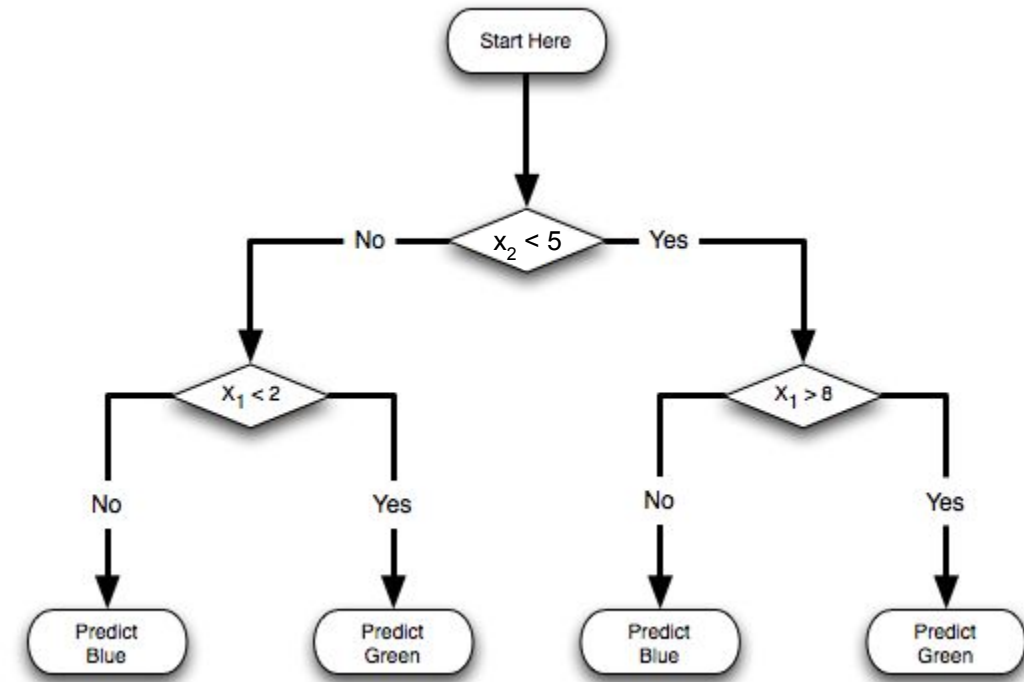 Start Here
No
x₂ < 5
Yes
X₁ < 2
X₁ > 8
No
Yes
No
Yes
Predict
Blue
Predict
Green
Predict
Blue
Predict
Green